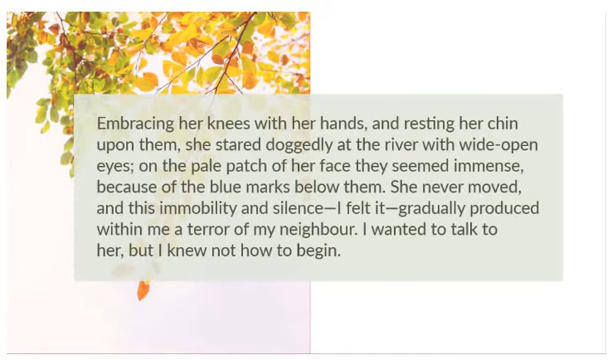 Embracing her knees with her hands, and resting her chin
upon them, she stared doggedly at the river with wide-open
eyes; on the pale patch of her face they seemed immense,
because of the blue marks below them. She never moved,
and this immobility and silence—I felt it—gradually produced
within me a terror of my neighbour. I wanted to talk to
her, but I knew not how to begin.